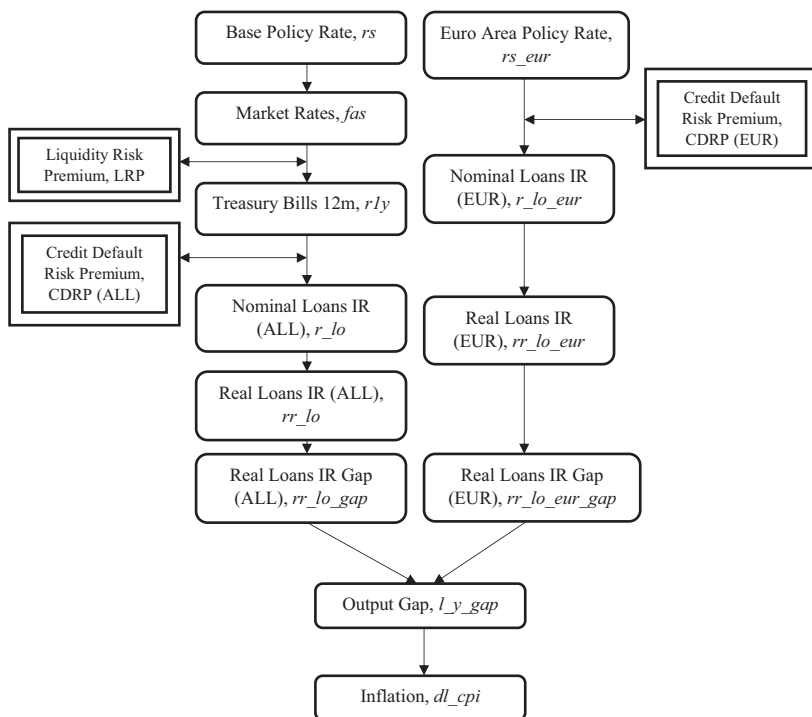 Base Policy Rate, rs
Euro Area Policy Rate,
rs_eur
Market Rates, fas
Credit Default
Risk Premium,
CDRP (EUR)
Liquidity Risk
Premium, LRP
Nominal Loans IR
(EUR), r_lo_eur
Treasury Bills 12m, r1y
Credit Default
Risk Premium,
CDRP (ALL)
Nominal Loans IR
(ALL), r_lo
Real Loans IR
(EUR), rr_lo_eur
Real Loans IR (ALL),
rr_lo
Real Loans IR Gap
(ALL), rr_lo_gap
Real Loans IR Gap
(EUR), rr_lo_eur_gap
Output Gap, l_y_gap
Inflation, dl_cpi